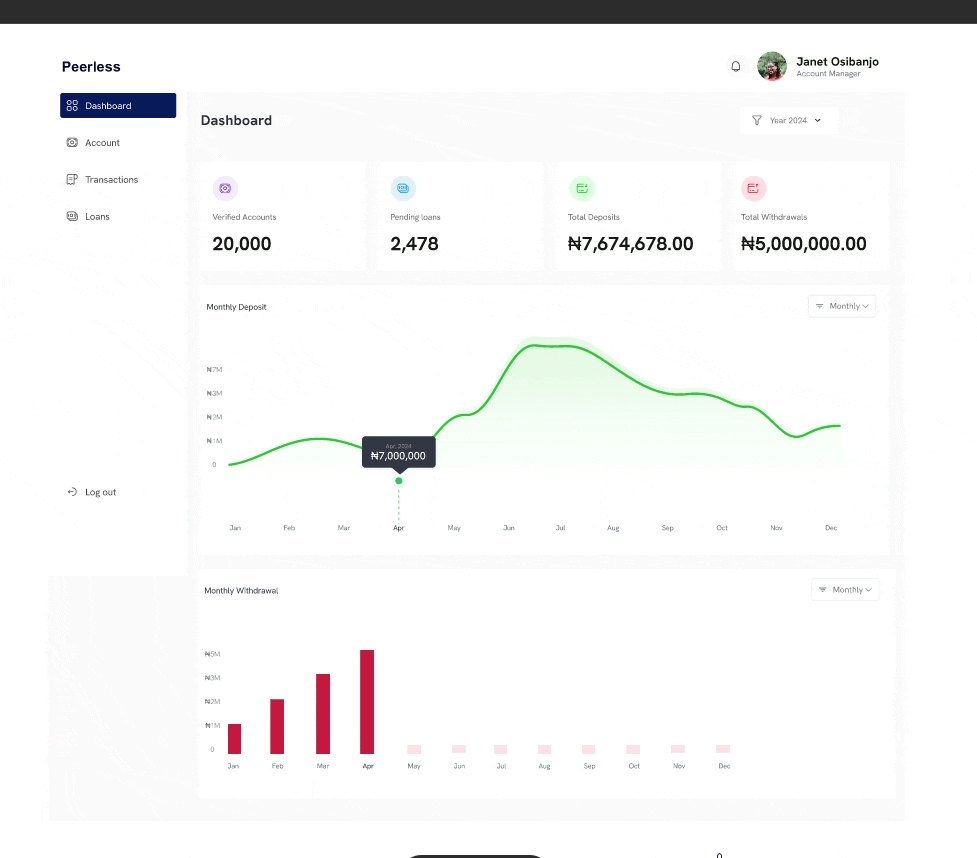 Peerless
Janet Osibanjo
Account Manager
Dashboard
Account
Transactions
Loans
Log out
Dashboard
Year 2024
Verified Accounts
20,000
Pending loans
2,478
Total Deposits
₦7,674,678.00
Total Withdrawals
₦5,000,000.00
Monthly Deposit
Monthly
₦7M
₦3M
₦2M
₦1M
0
Apr, 2024
₦7,000,000
Jan Feb Mar Apr May Jun Jul Aug Sep Oct Nov Dec
Monthly Withdrawal
Monthly
₦5M
₦3M
₦2M
₦1M
0
Jan Feb Mar Apr May Jun Jul Aug Sep Oct Nov Dec